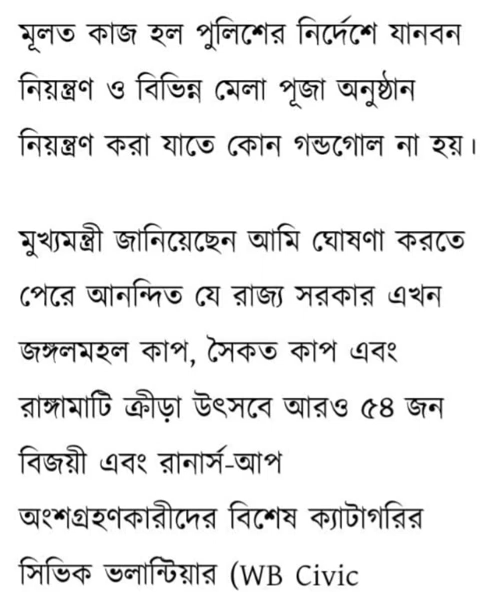 মূলত কাজ হল পুলিশের নির্দেশে যানবন
নিয়ন্ত্রণ ও বিভিন্ন মেলা পূজা অনুষ্ঠান
নিয়ন্ত্রণ করা যাতে কোন গন্ডগোল না হয়।
মুখ্যমন্ত্রী জানিয়েছেন আমি ঘোষণা করতে
পেরে আনন্দিত যে রাজ্য সরকার এখন
জঙ্গলমহল কাপ, সৈকত কাপ এবং
রাঙ্গামাটি ক্রীড়া উৎসবে আরও ৫৪ জন
বিজয়ী এবং রানার্স-আপ
অংশগ্রহণকারীদের বিশেষ ক্যাটাগরির
সিভিক ভলান্টিয়ার (WB Civic